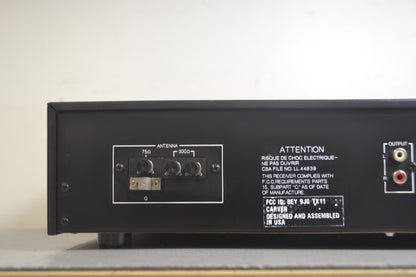 ANTENNA
75Ω 300Ω
G
ATTENTION
RISQUE DE CHOC ELECTRIQUE-
NE PAS OUVRIR
CSA FILE NO. LL 44839
THIS RECEIVER COMPLIES WITH
F.C.C. REQUIREMENTS PARTS
15, SUBPART "C" AS OF DATE
OF MANUFACTURE.
FCC ID: BEY 9JU TX11
CARVER
DESIGNED AND ASSEMBLED
IN USA
OUTPUT